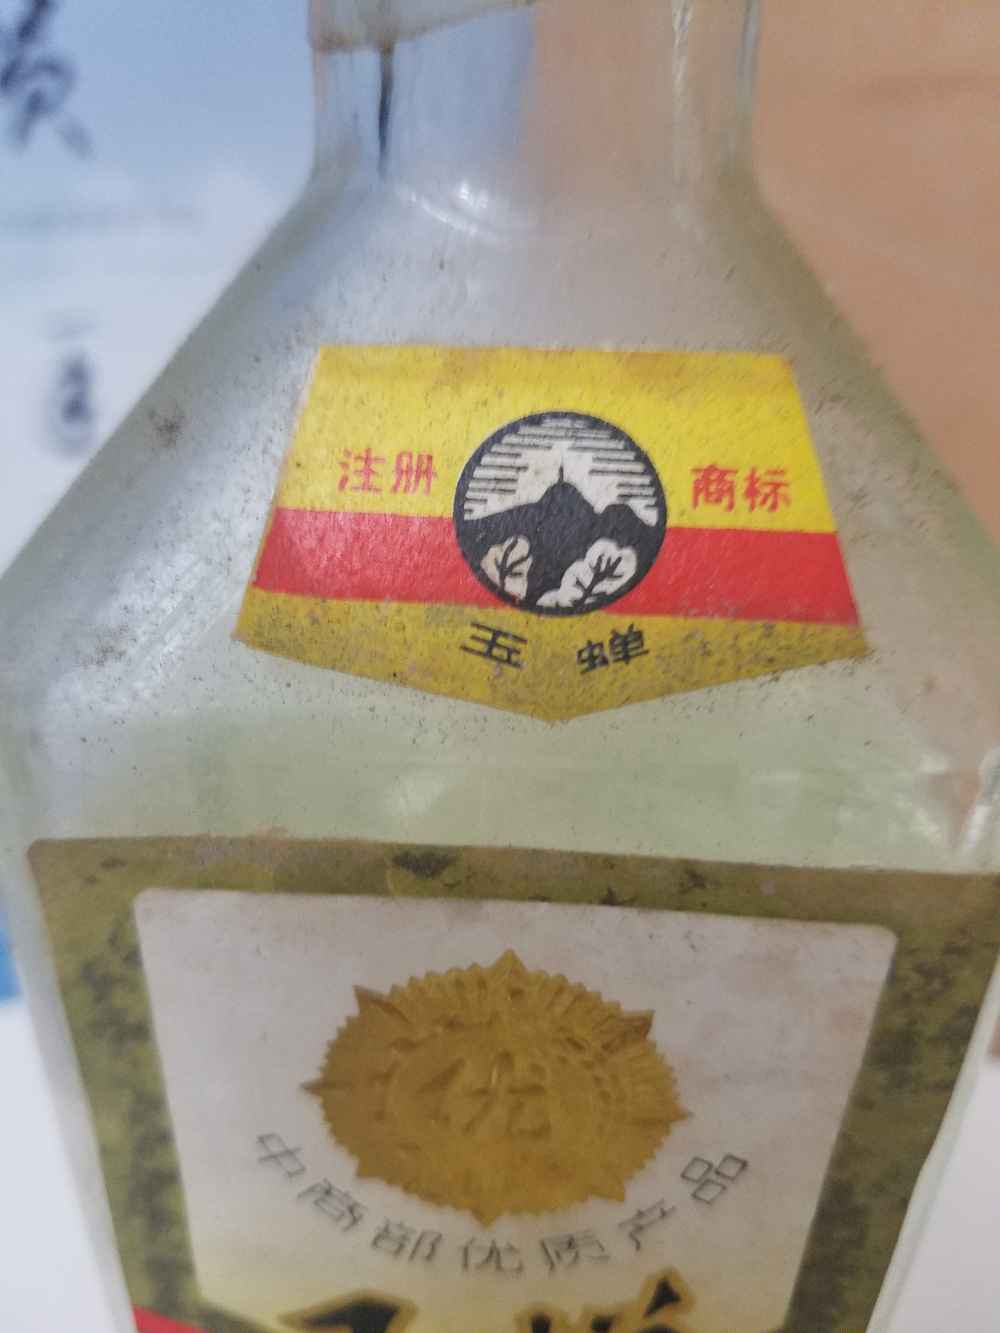 注册 商标
玉蝉
优
中商部优质产品